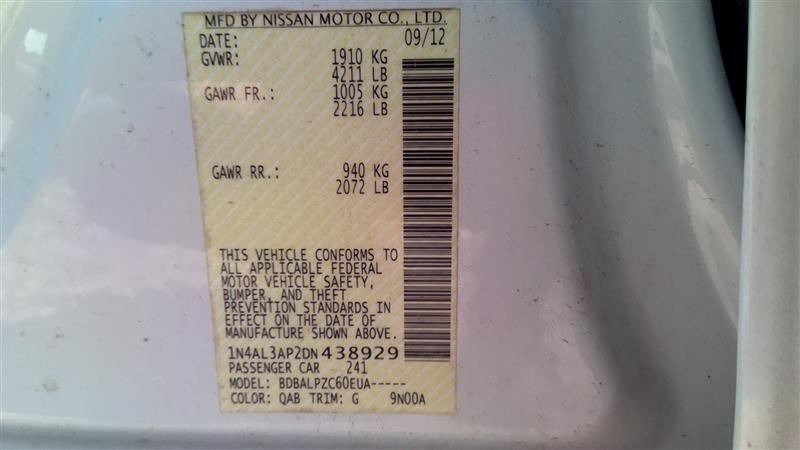 MFD BY NISSAN MOTOR CO., LTD.
DATE: 09/12
GVWR: 1910 KG
4211 LB
GAWR FR.: 1005 KG
2216 LB
GAWR RR.: 940 KG
2072 LB
THIS VEHICLE CONFORMS TO
ALL APPLICABLE FEDERAL
MOTOR VEHICLE SAFETY,
BUMPER, AND THEFT
PREVENTION STANDARDS IN
EFFECT ON THE DATE OF
MANUFACTURE SHOWN ABOVE.
1N4AL3AP2DN438929
PASSENGER CAR 241
MODEL: BDBALPZC60EUA-----
COLOR: QAB TRIM: G 9N00A